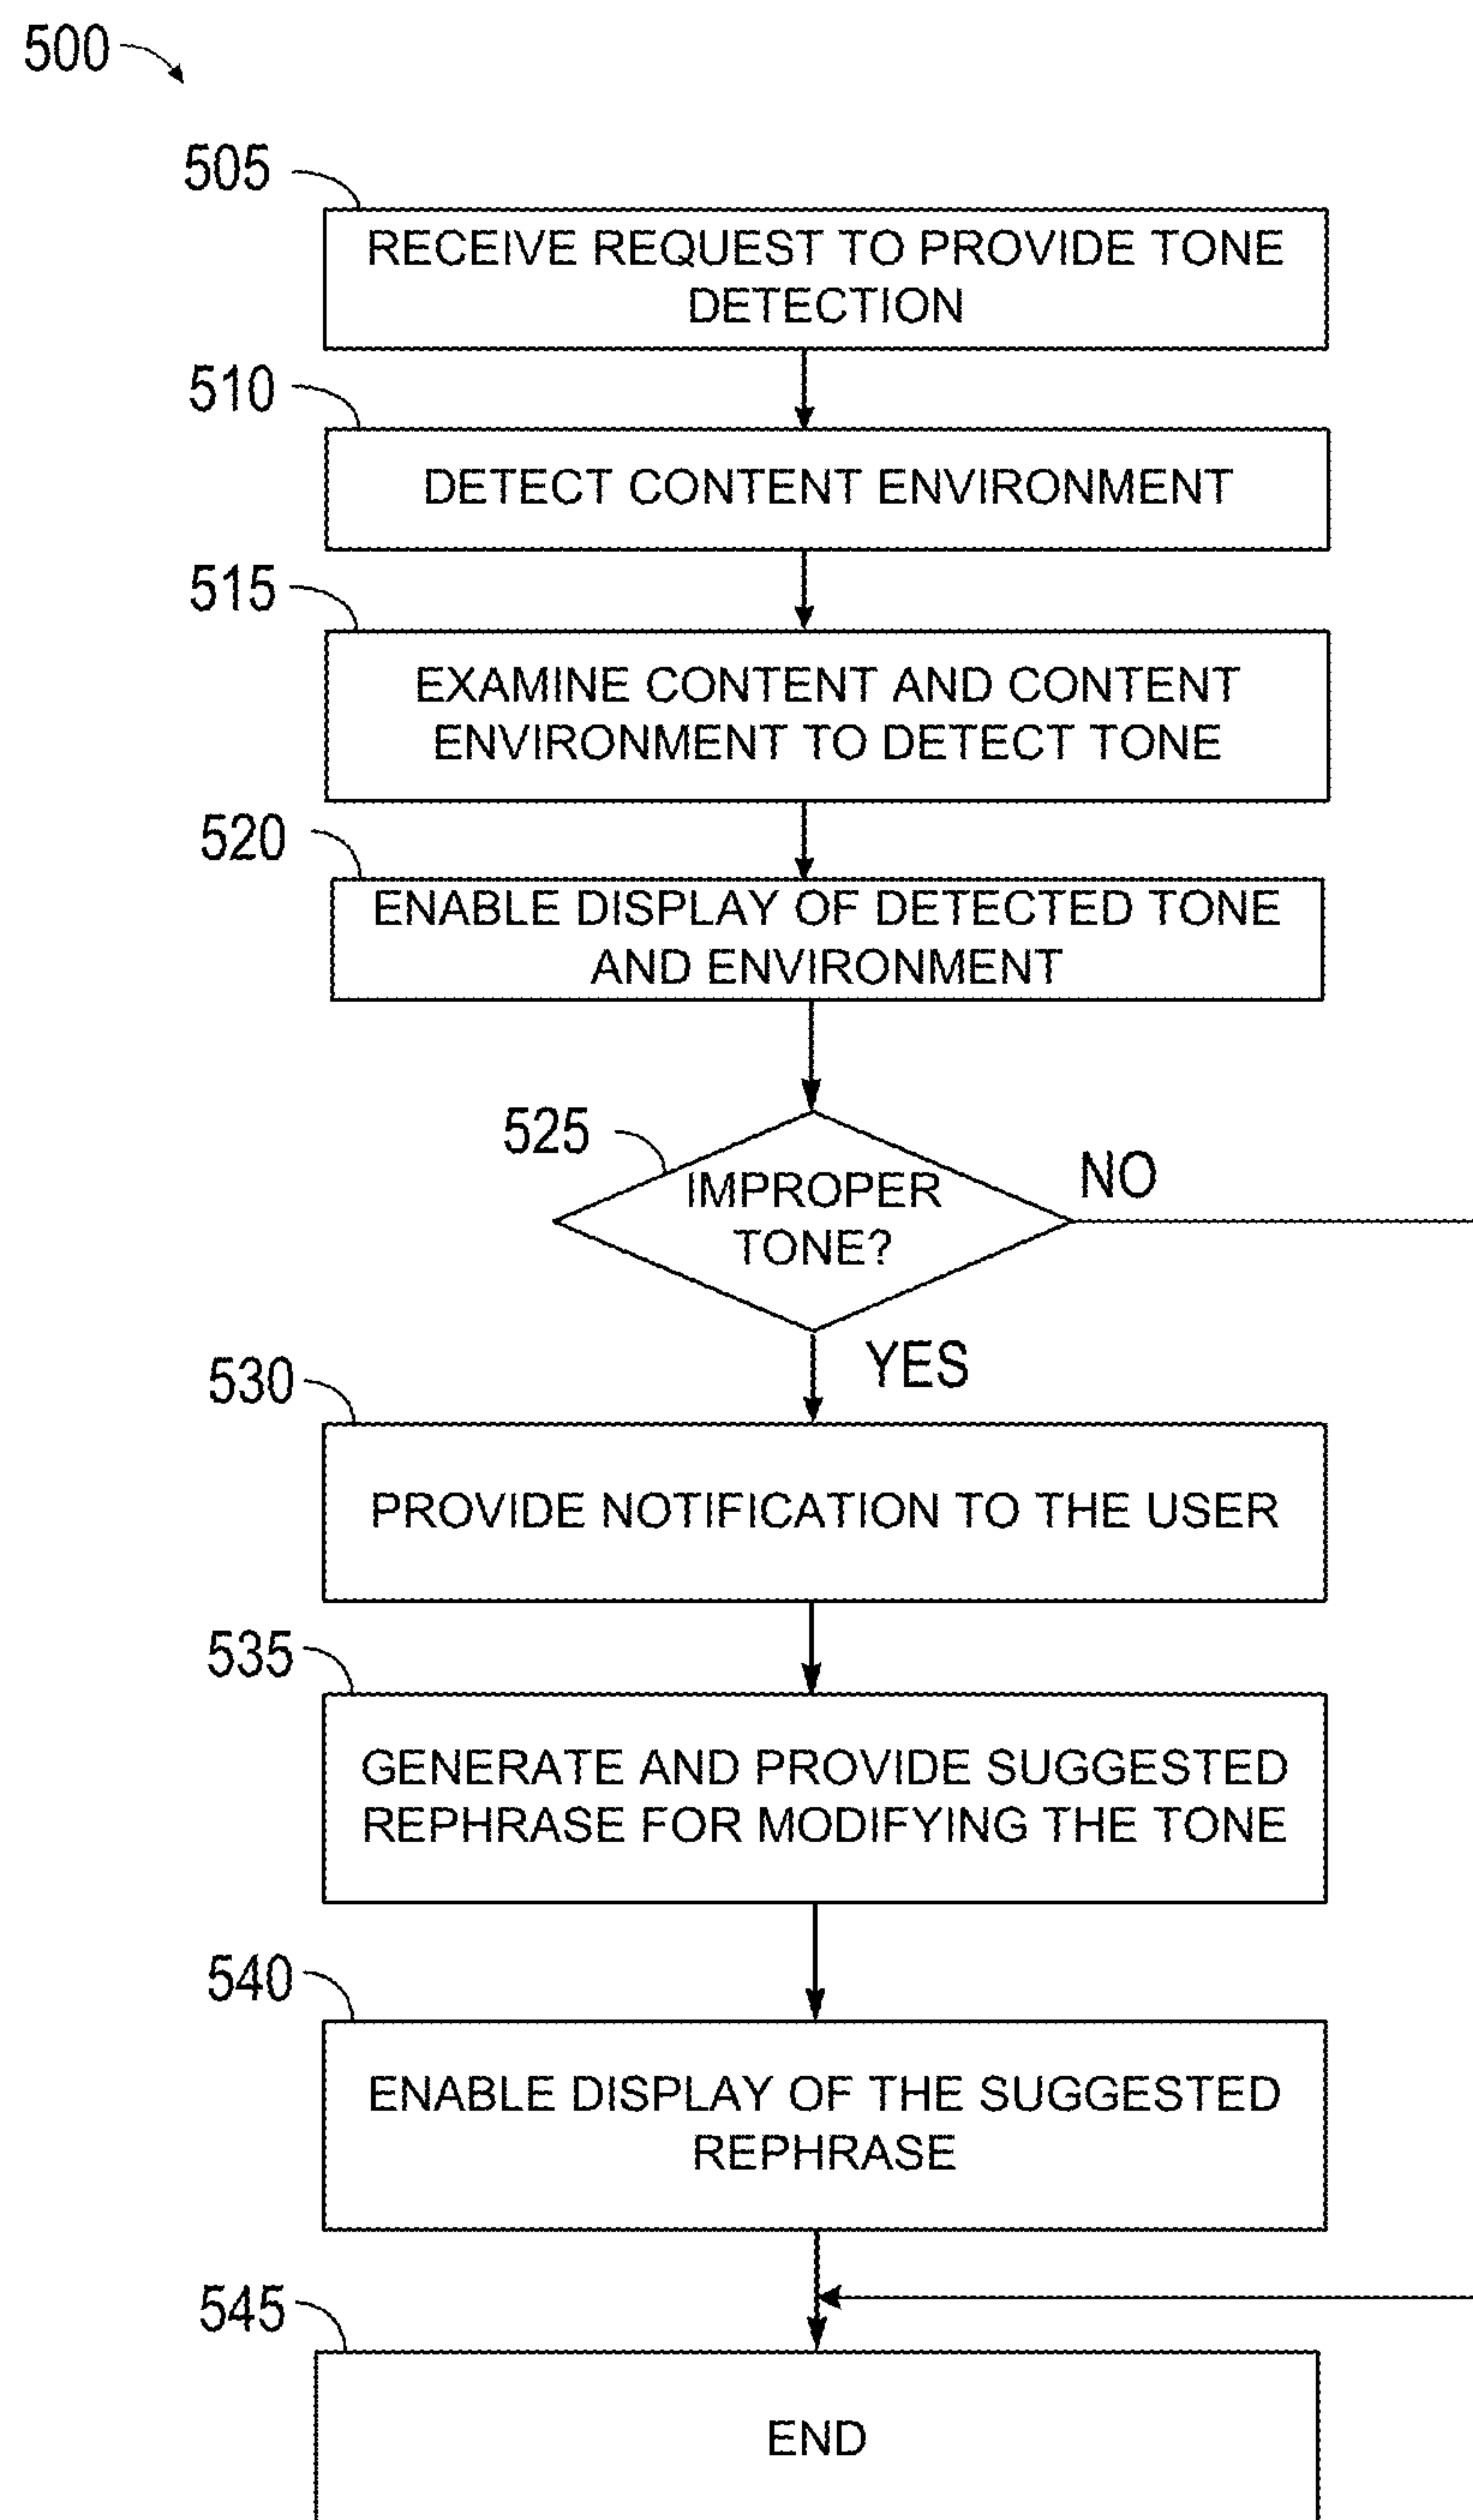 500
505
RECEIVE REQUEST TO PROVIDE TONE
DETECTION
510
DETECT CONTENT ENVIRONMENT
515
EXAMINE CONTENT AND CONTENT
ENVIRONMENT TO DETECT TONE
520
ENABLE DISPLAY OF DETECTED TONE
AND ENVIRONMENT
525
IMPROPER
TONE?
NO
YES
530
PROVIDE NOTIFICATION TO THE USER
535
GENERATE AND PROVIDE SUGGESTED
REPHRASE FOR MODIFYING THE TONE
540
ENABLE DISPLAY OF THE SUGGESTED
REPHRASE
545
END